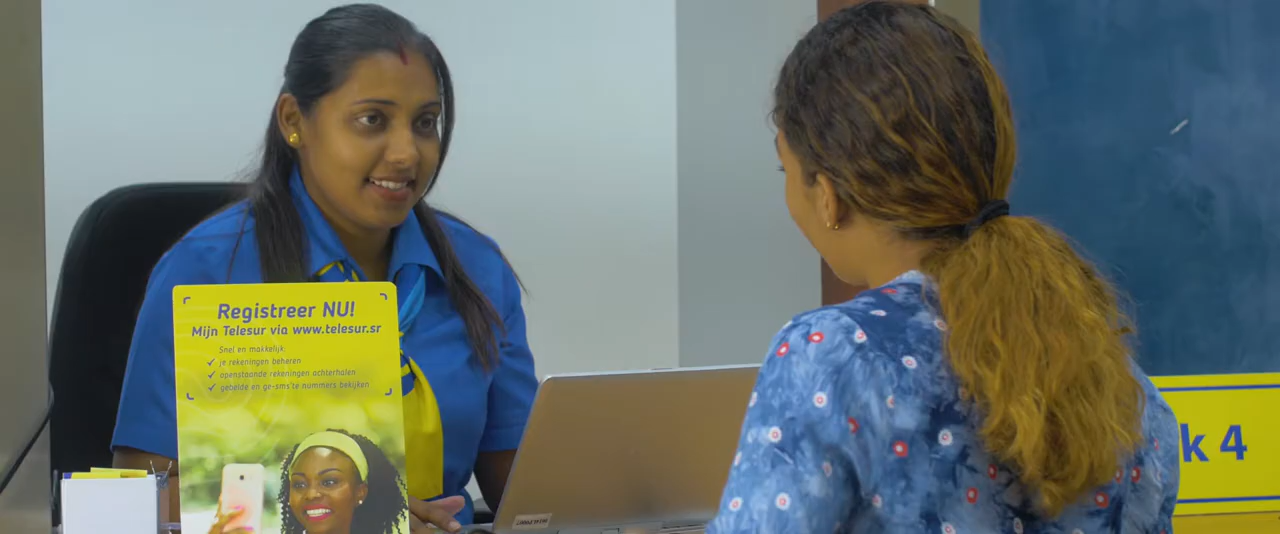 Registreer NU!
Mijn Telesur via www.telesur.sr
Snel en makkelijk:
✓ je rekeningen beheren
✓ openstaande rekeningen achterhalen
✓ gebelde en ge-sms'te nummers bekijken
k 4